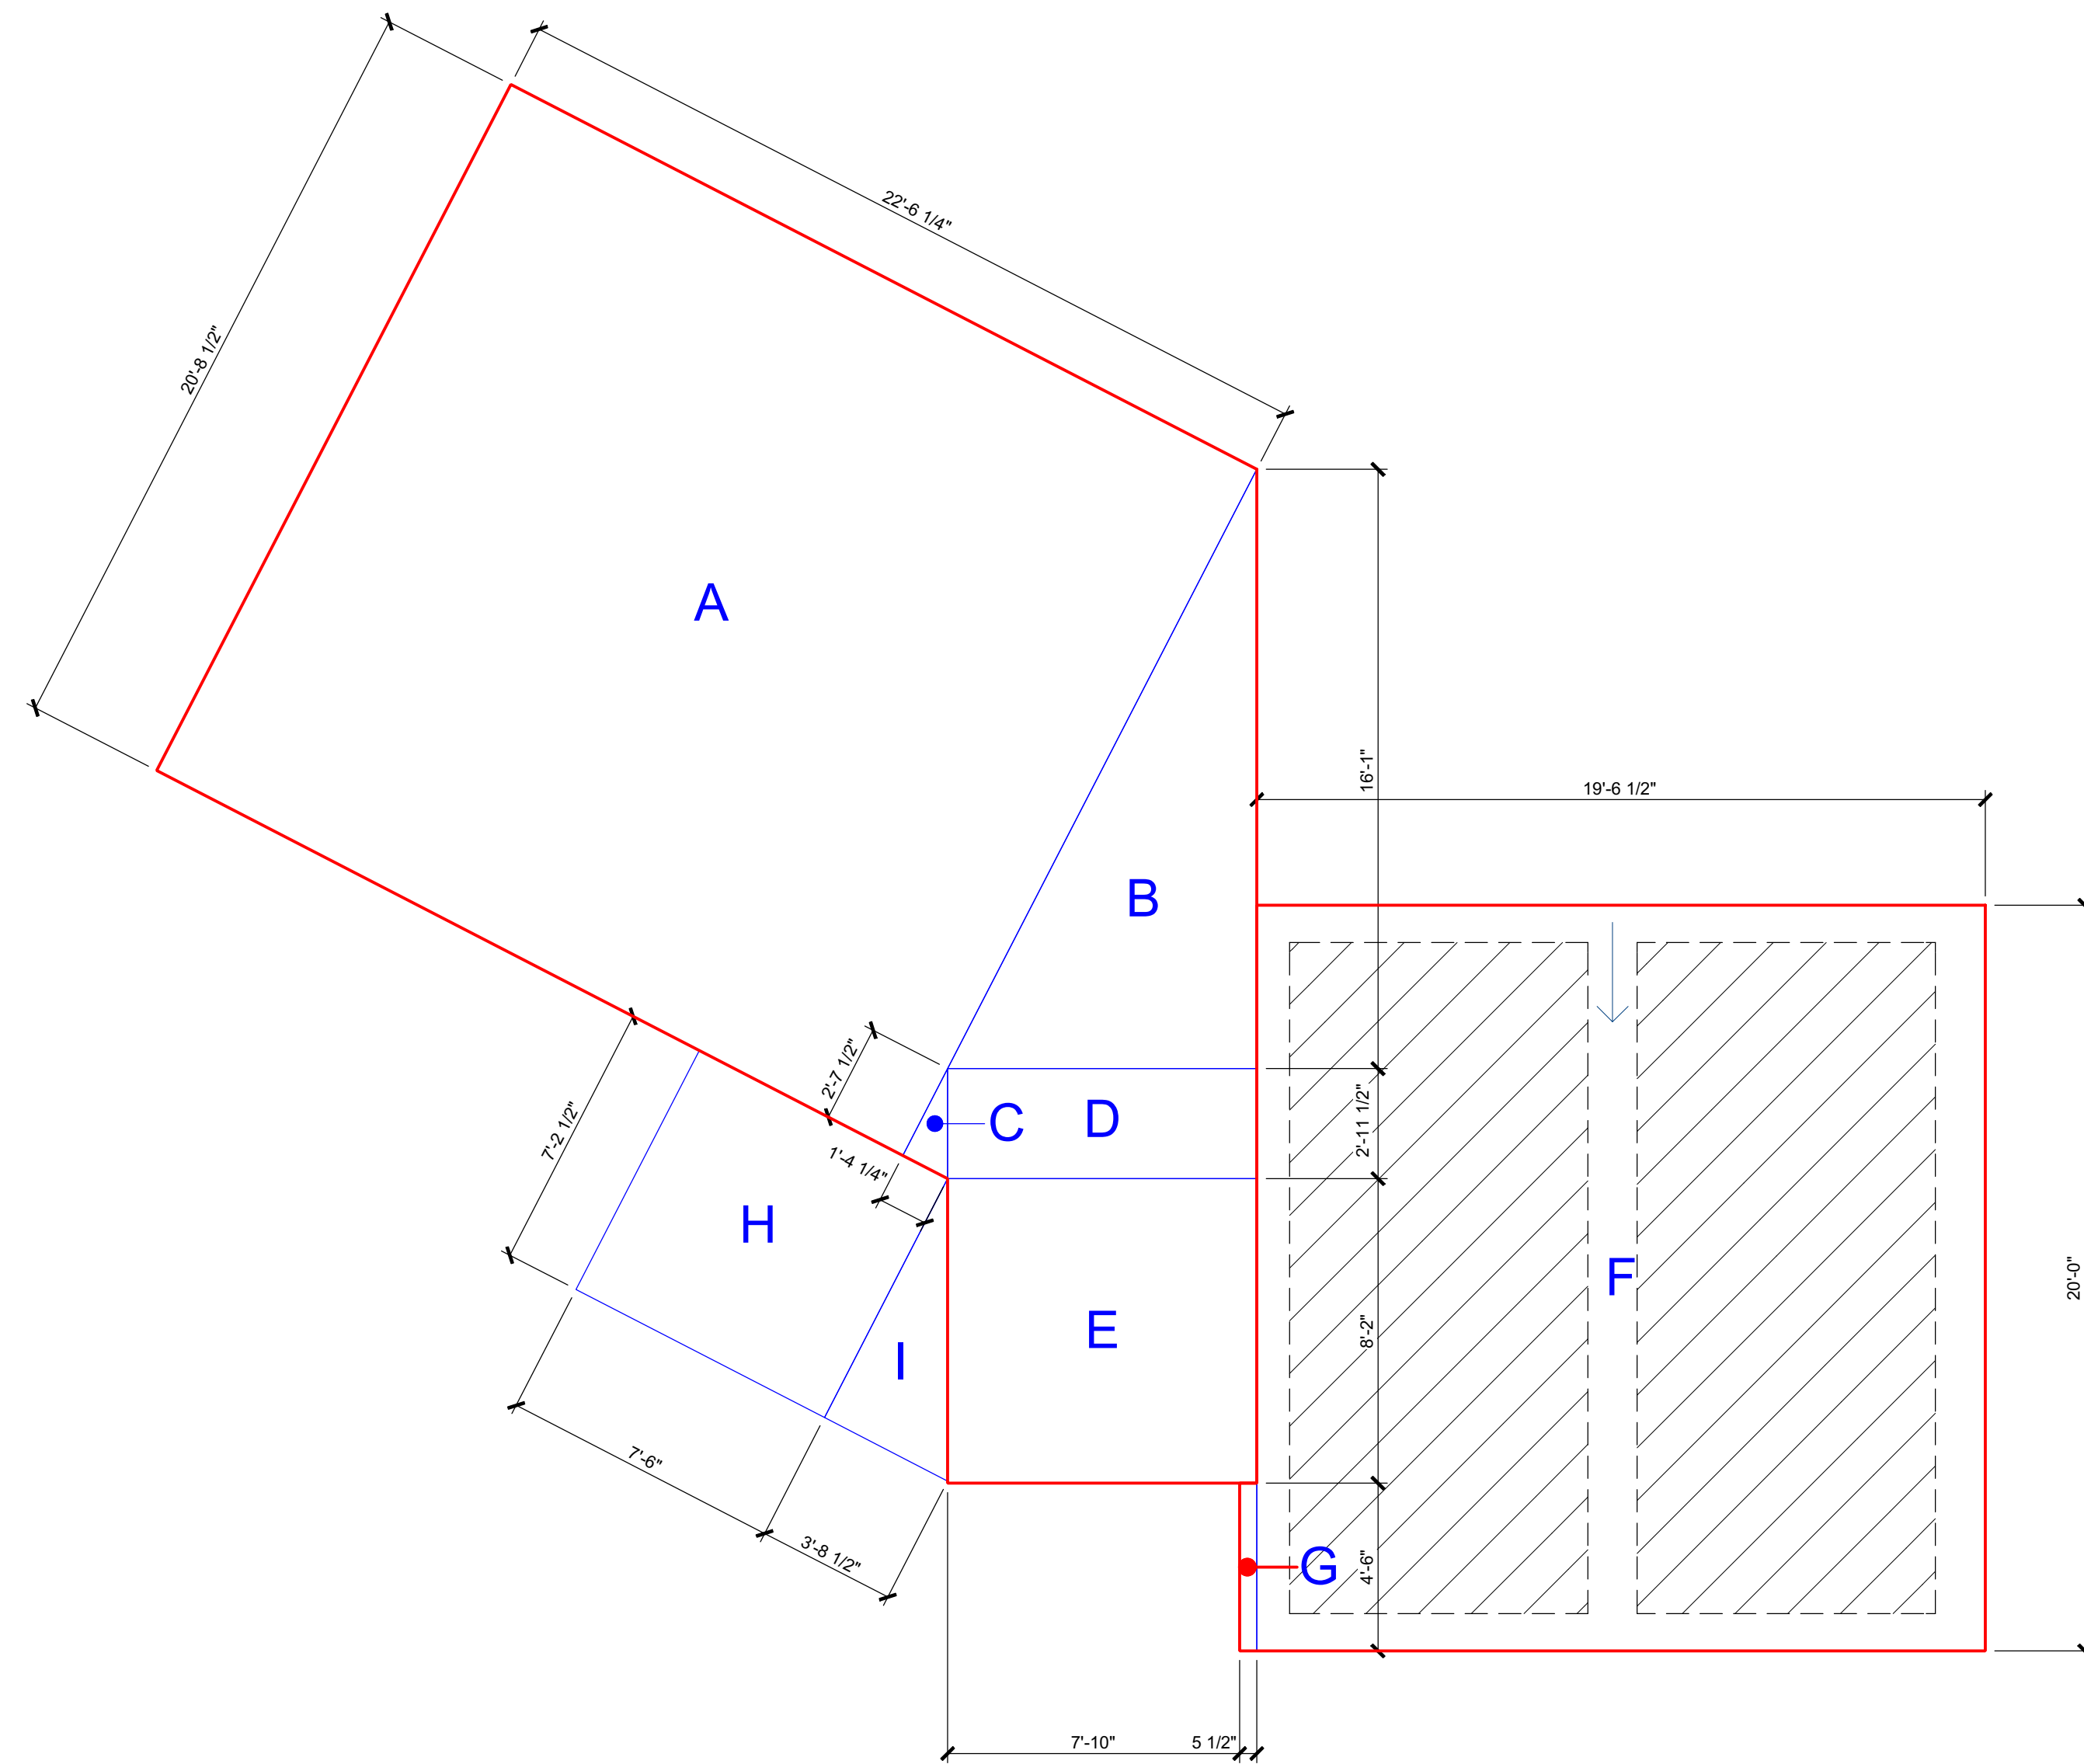 22'-6 1/4"
20'-8 1/2"
A
16'-1"
19'-6 1/2"
B
2'-7 1/2"
C
D
2'-11 1/2"
7'-2 1/2"
1'-4 1/4"
H
F
20'-0"
E
8'-2"
I
7'-6"
3'-8 1/2"
G
4'-6"
7'-10"
5 1/2"